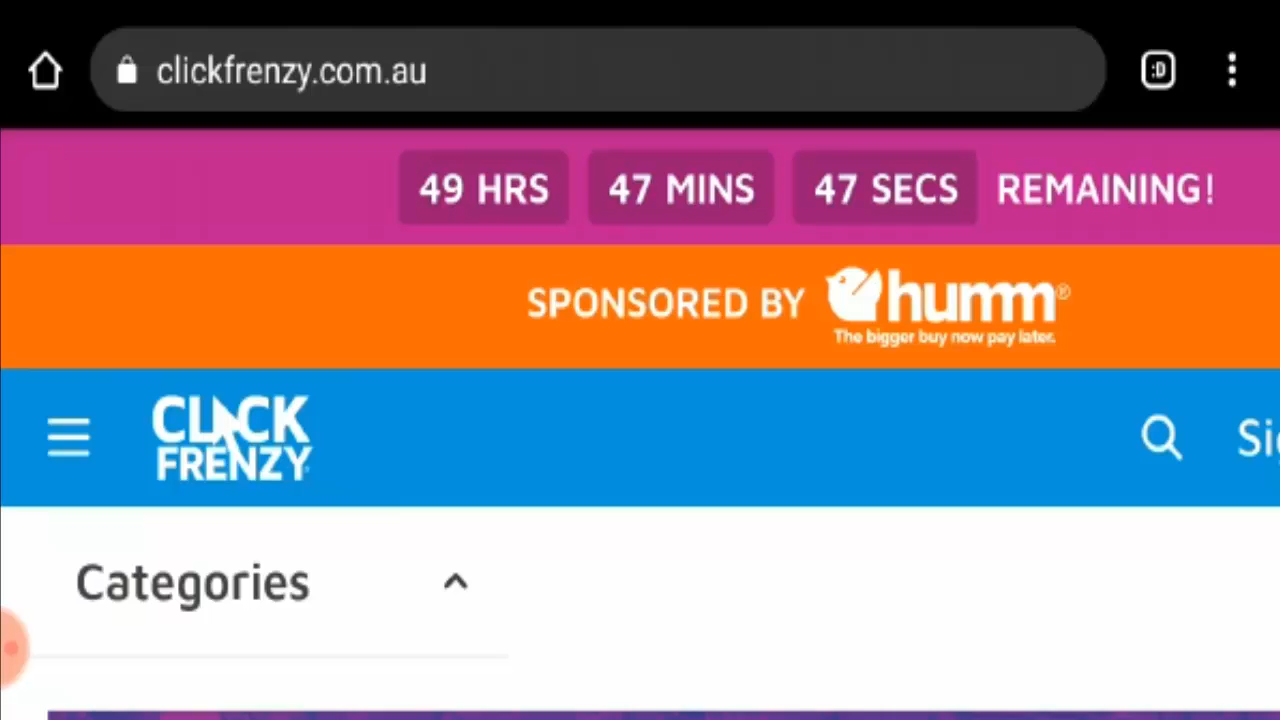 :D
clickfrenzy.com.au
49 HRS 47 MINS 47 SECS REMAINING!
SPONSORED BY humm®
The bigger buy now pay later.
CLICK
FRENZY
Categories